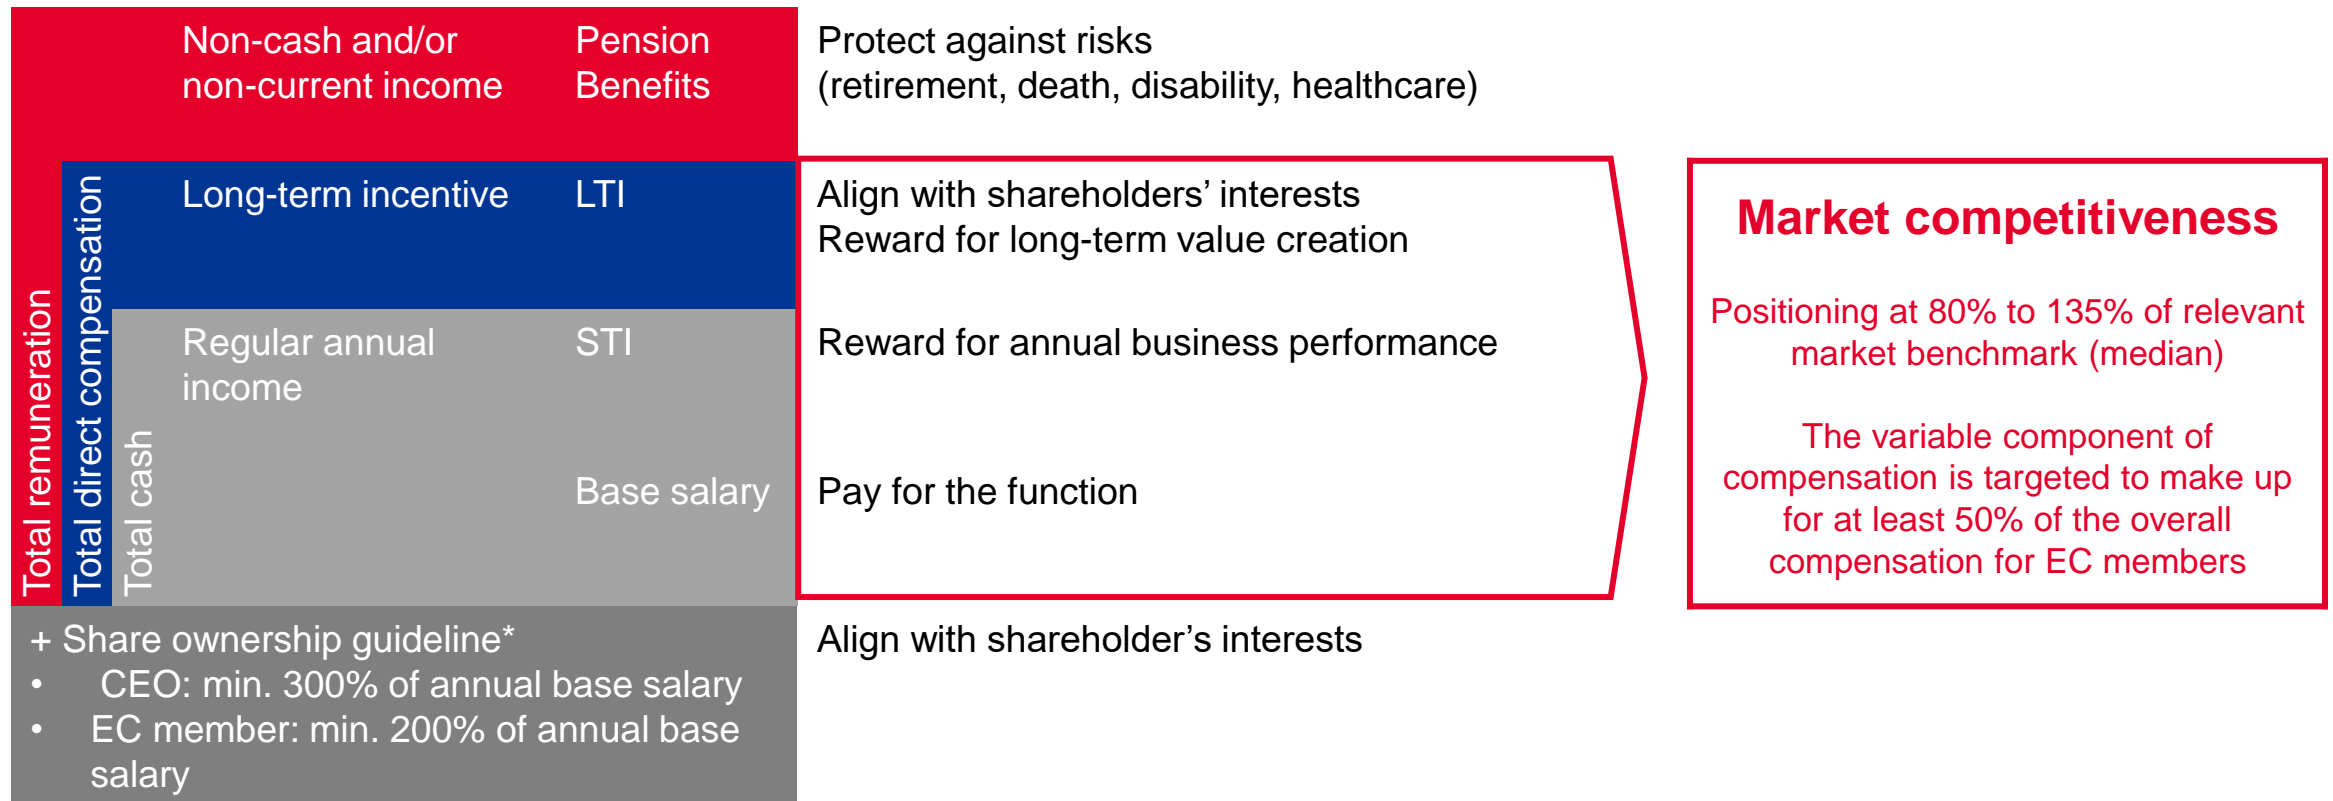 Non-cash and/or
non-current income
Pension
Benefits
Protect against risks
(retirement, death, disability, healthcare)
Total remuneration
Total direct compensation
Total cash
Long-term incentive
LTI
Align with shareholders’ interests
Reward for long-term value creation
Regular annual
income
STI
Reward for annual business performance
Base salary
Pay for the function
+ Share ownership guideline*
• CEO: min. 300% of annual base salary
• EC member: min. 200% of annual base
salary
Align with shareholder’s interests
Market competitiveness
Positioning at 80% to 135% of relevant
market benchmark (median)
The variable component of
compensation is targeted to make up
for at least 50% of the overall
compensation for EC members